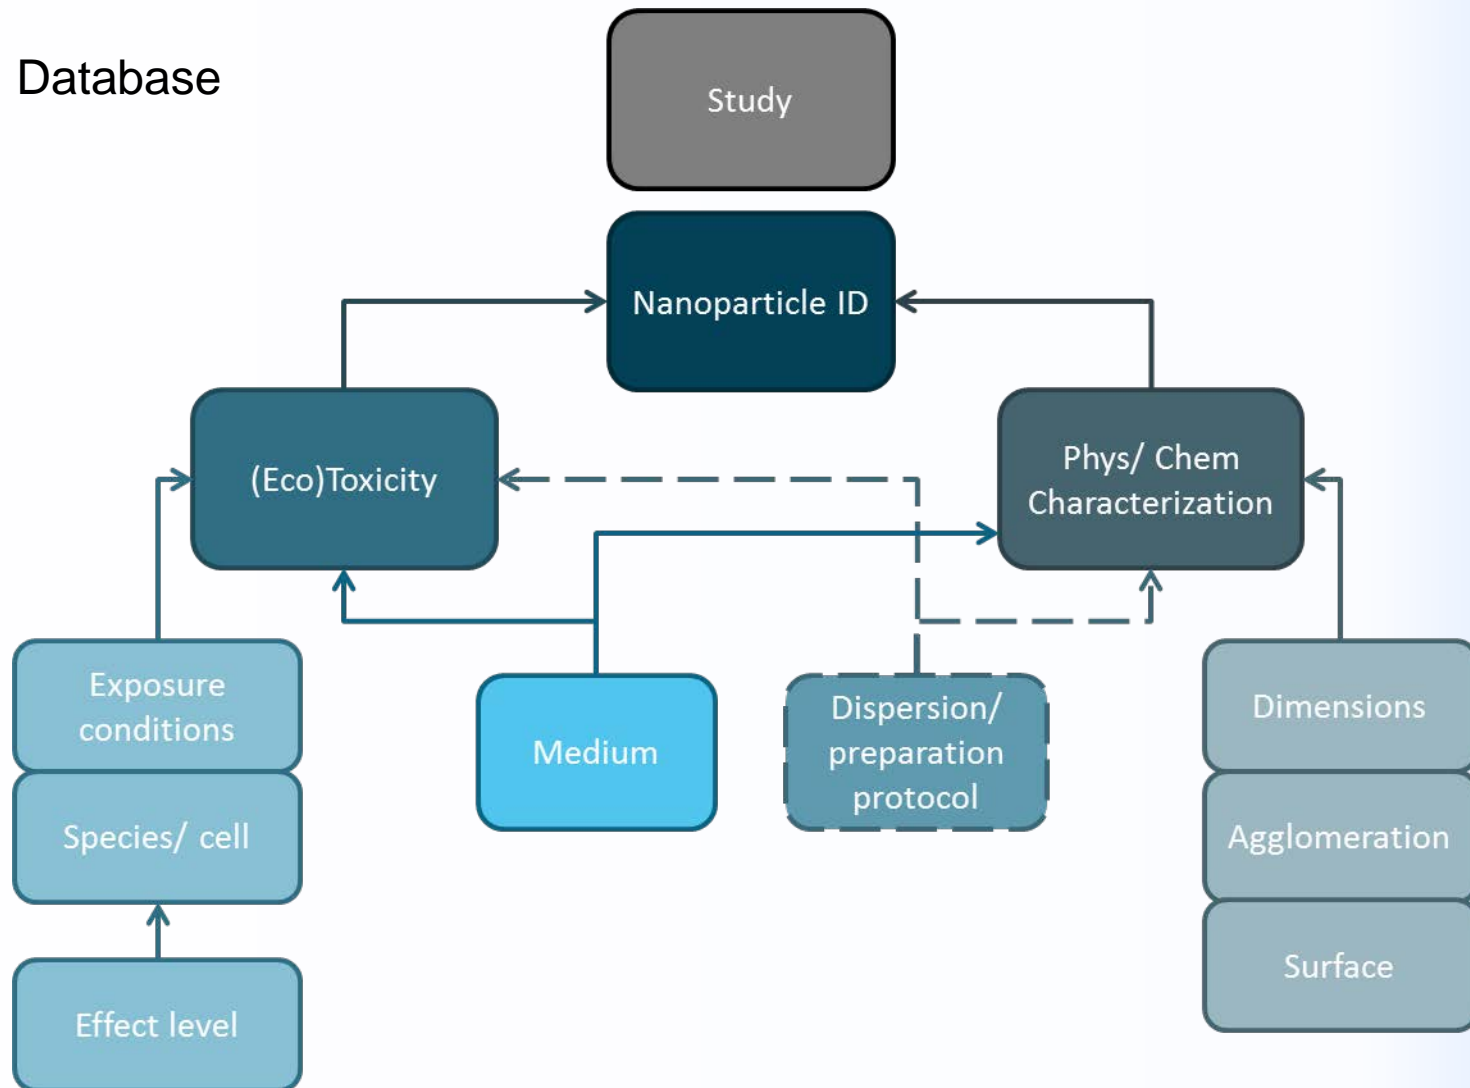 Database
Study
Nanoparticle ID
(Eco)Toxicity
Phys/ Chem
Characterization
Exposure
conditions
Species/ cell
Effect level
Medium
Dispersion/
preparation
protocol
Dimensions
Agglomeration
Surface